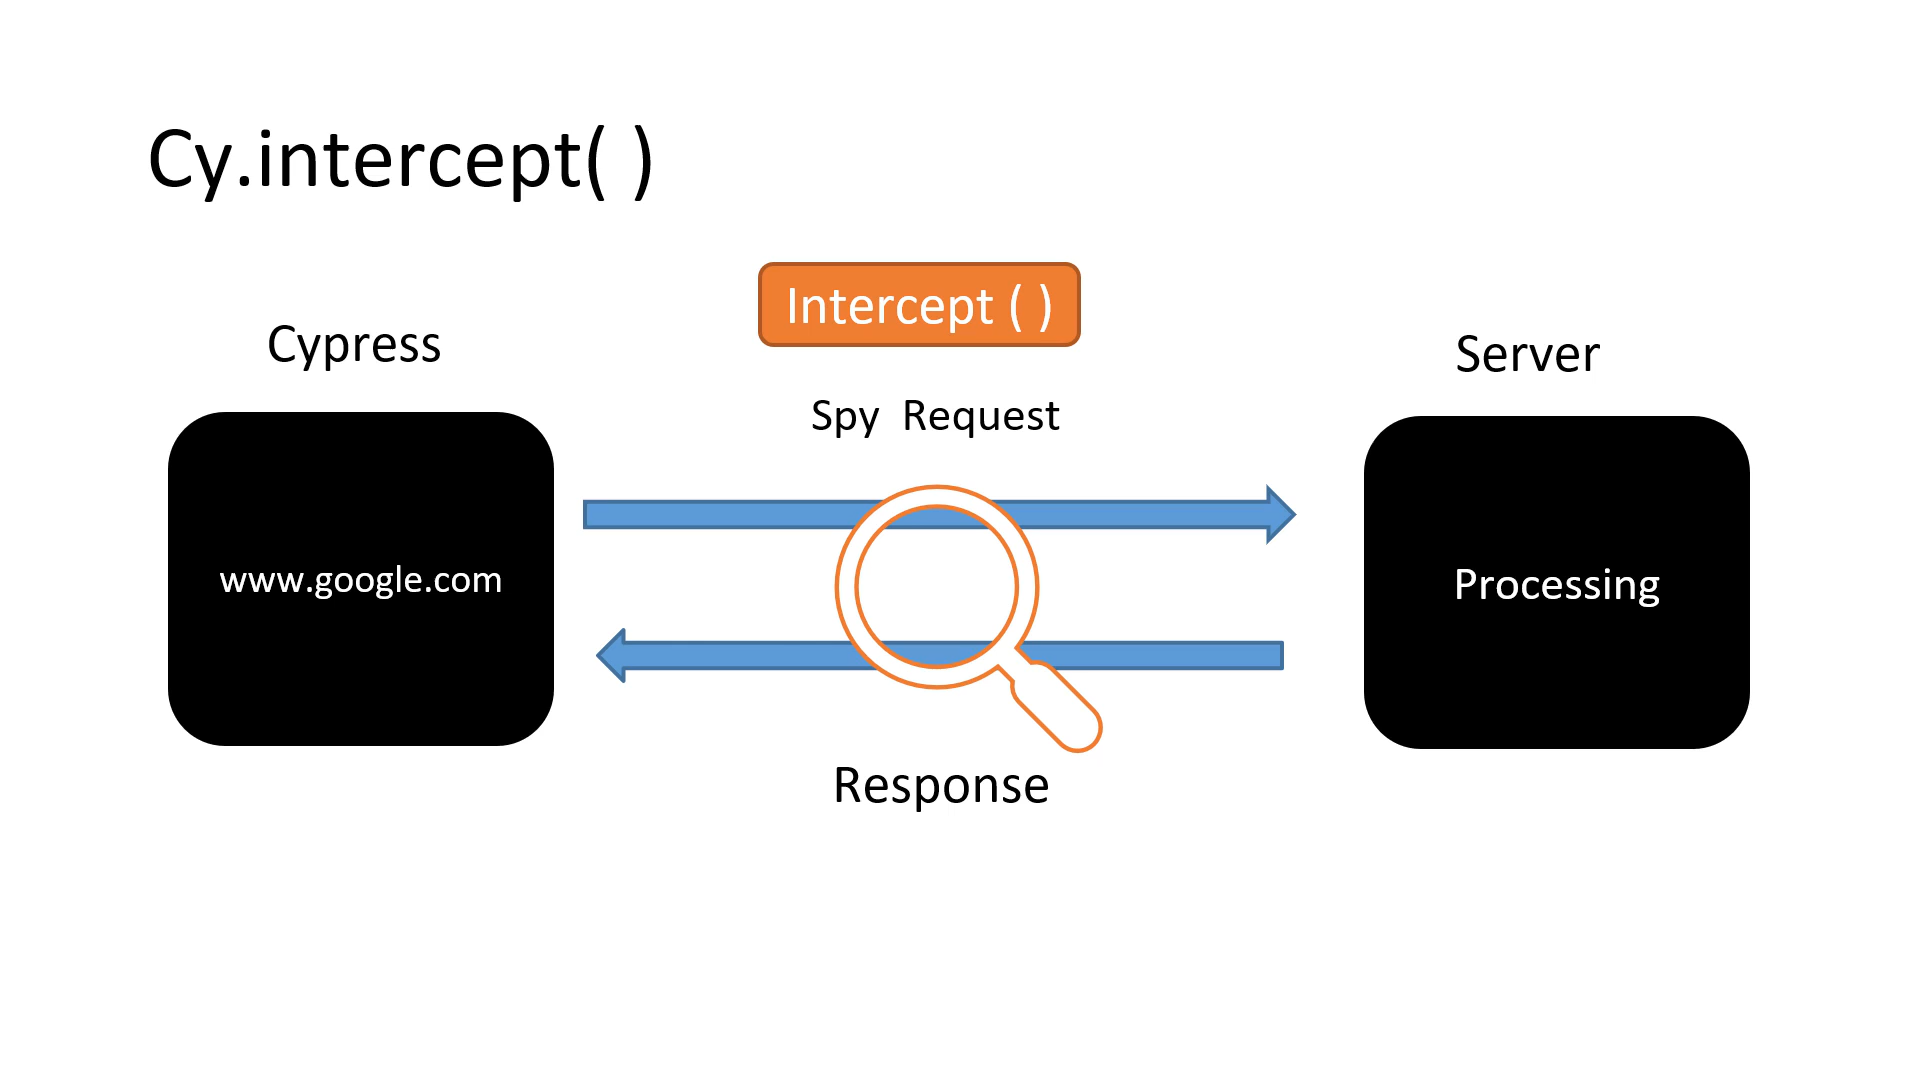 Cy.intercept( )
Intercept ( )
Cypress
Server
Spy  Request
www.google.com
Processing
Response